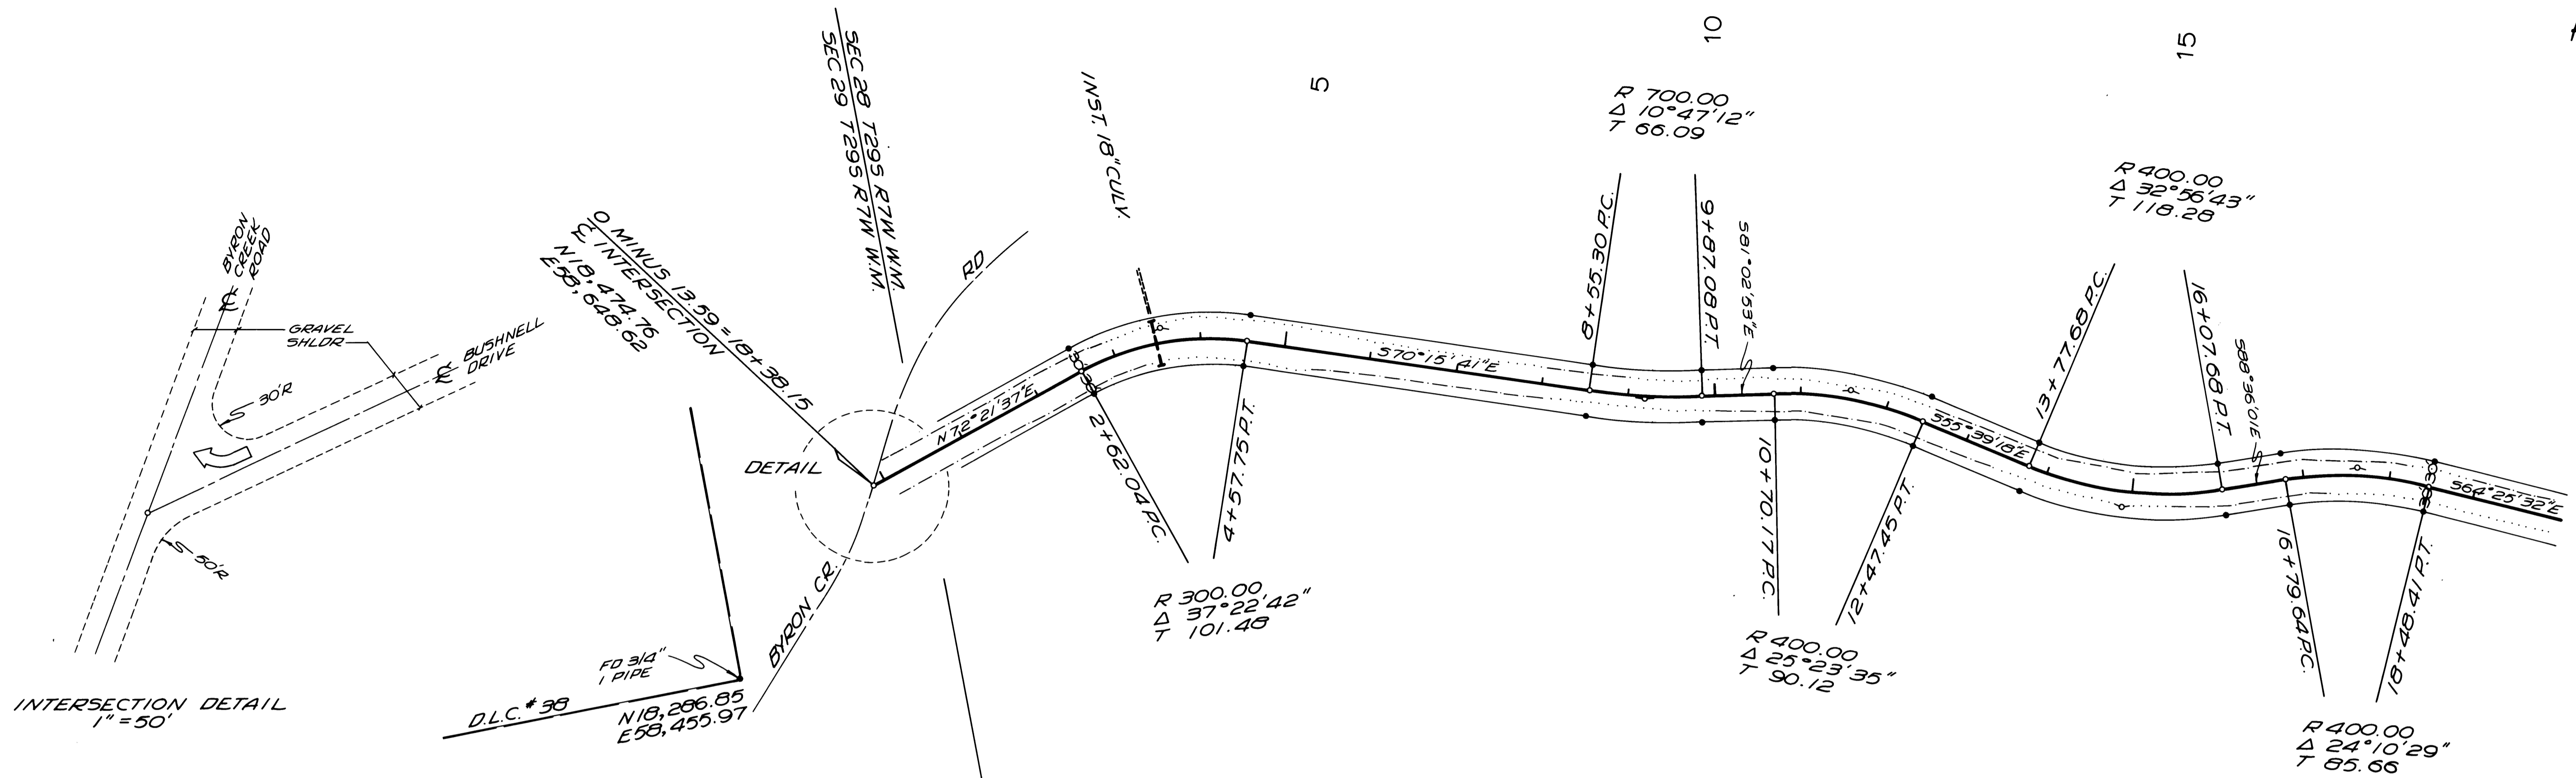 BYRON
CREEK
ROAD
℄
GRAVEL
SHLDR
℄ BUSHNELL
DRIVE
30'R
50'R
INTERSECTION DETAIL
1"=50'
0 MINUS 13.59=18+38.15
℄ INTERSECTION
N18,474.76
E58,648.62
SEC 28 T29S R7W W.M.
SEC 29 T29S R7W W.M.
RD
INST. 18"CULV.
DETAIL
BYRON CR.
FD 3/4"
I PIPE
D.L.C. #38
N18,286.85
E58,455.97
N72°21'37"E
30 30
2+62.04 P.C.
4+57.75 P.T.
R 300.00
Δ 37°22'42"
T 101.48
5
S70°15'41"E
8+55.30 P.C.
R 700.00
Δ 10°47'12"
T 66.09
10
9+87.08 P.T.
S81°02'53"E
10+70.17 P.C.
12+47.45 P.T.
R 400.00
Δ 25°23'35"
T 90.12
S55°39'18"E
13+77.68 P.C.
15
R 400.00
Δ 32°56'43"
T 118.28
16+07.68 P.T.
S88°36'01"E
16+79.64 P.C.
18+48.41 P.T.
R 400.00
Δ 24°10'29"
T 85.66
S64°25'32"E